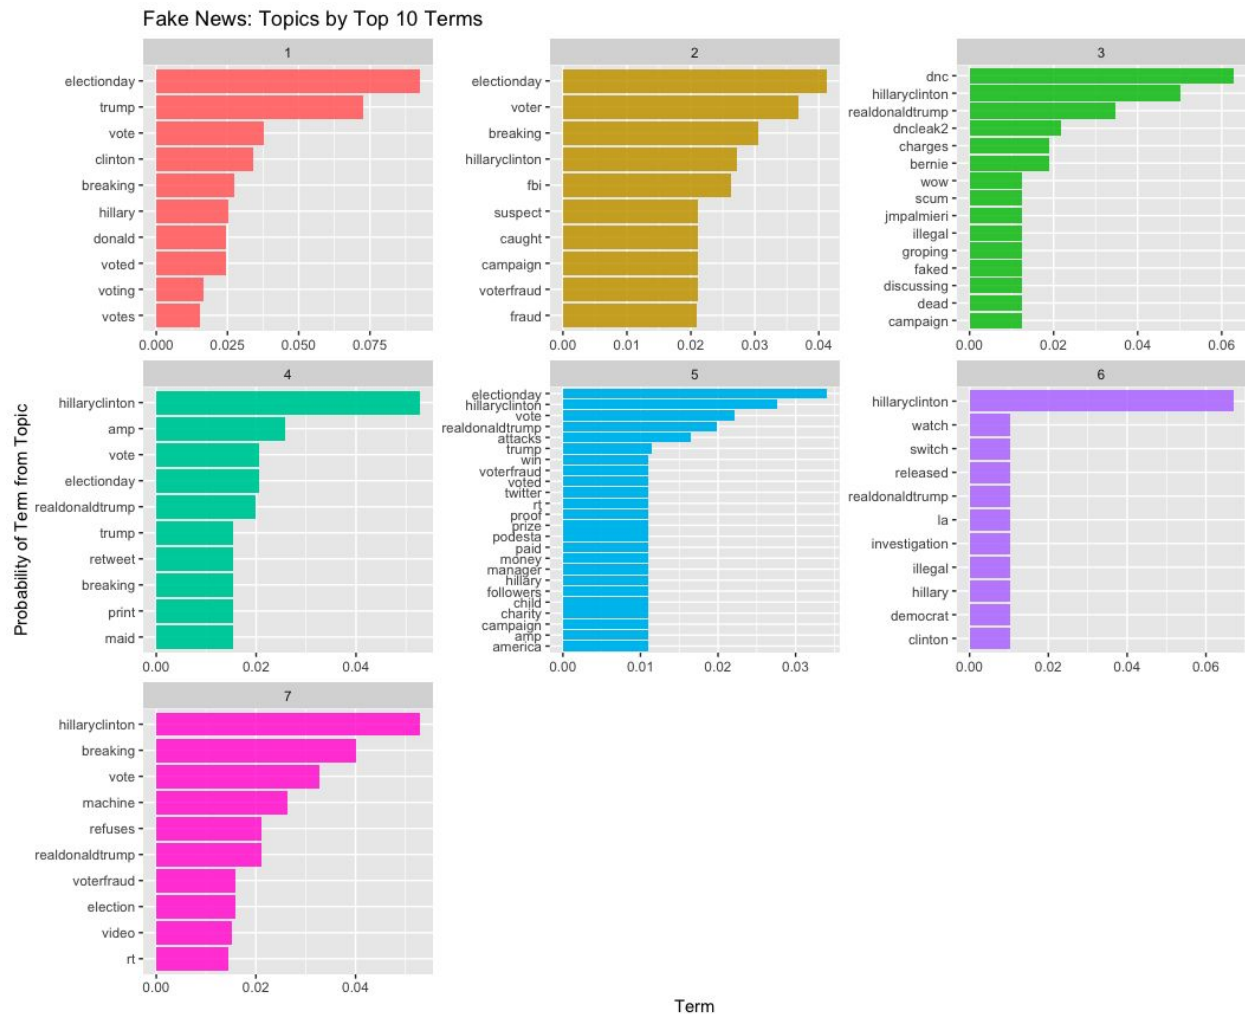 Fake News: Topics by Top 10 Terms
1
electionday
trump
vote
clinton
breaking
hillary
donald
voted
voting
votes
0.000 0.025 0.050 0.075
2
electionday
voter
breaking
hillaryclinton
fbi
suspect
caught
campaign
voterfraud
fraud
0.00 0.01 0.02 0.03 0.04
3
dnc
hillaryclinton
realdonaldtrump
dncleak2
charges
bernie
wow
scum
jmpalmieri
illegal
groping
faked
discussing
dead
campaign
0.00 0.02 0.04 0.06
Probability of Term from Topic
4
hillaryclinton
amp
vote
electionday
realdonaldtrump
trump
retweet
breaking
print
maid
0.00 0.02 0.04
5
electionday
hillaryclinton
vote
realdonaldtrump
attacks
trump
win
voterfraud
voted
twitter
rt
proof
prize
podesta
paid
money
manager
hillary
followers
child
charity
campaign
amp
america
0.00 0.01 0.02 0.03
6
hillaryclinton
watch
switch
released
realdonaldtrump
la
investigation
illegal
hillary
democrat
clinton
0.00 0.02 0.04 0.06
7
hillaryclinton
breaking
vote
machine
refuses
realdonaldtrump
voterfraud
election
video
rt
0.00 0.02 0.04
Term